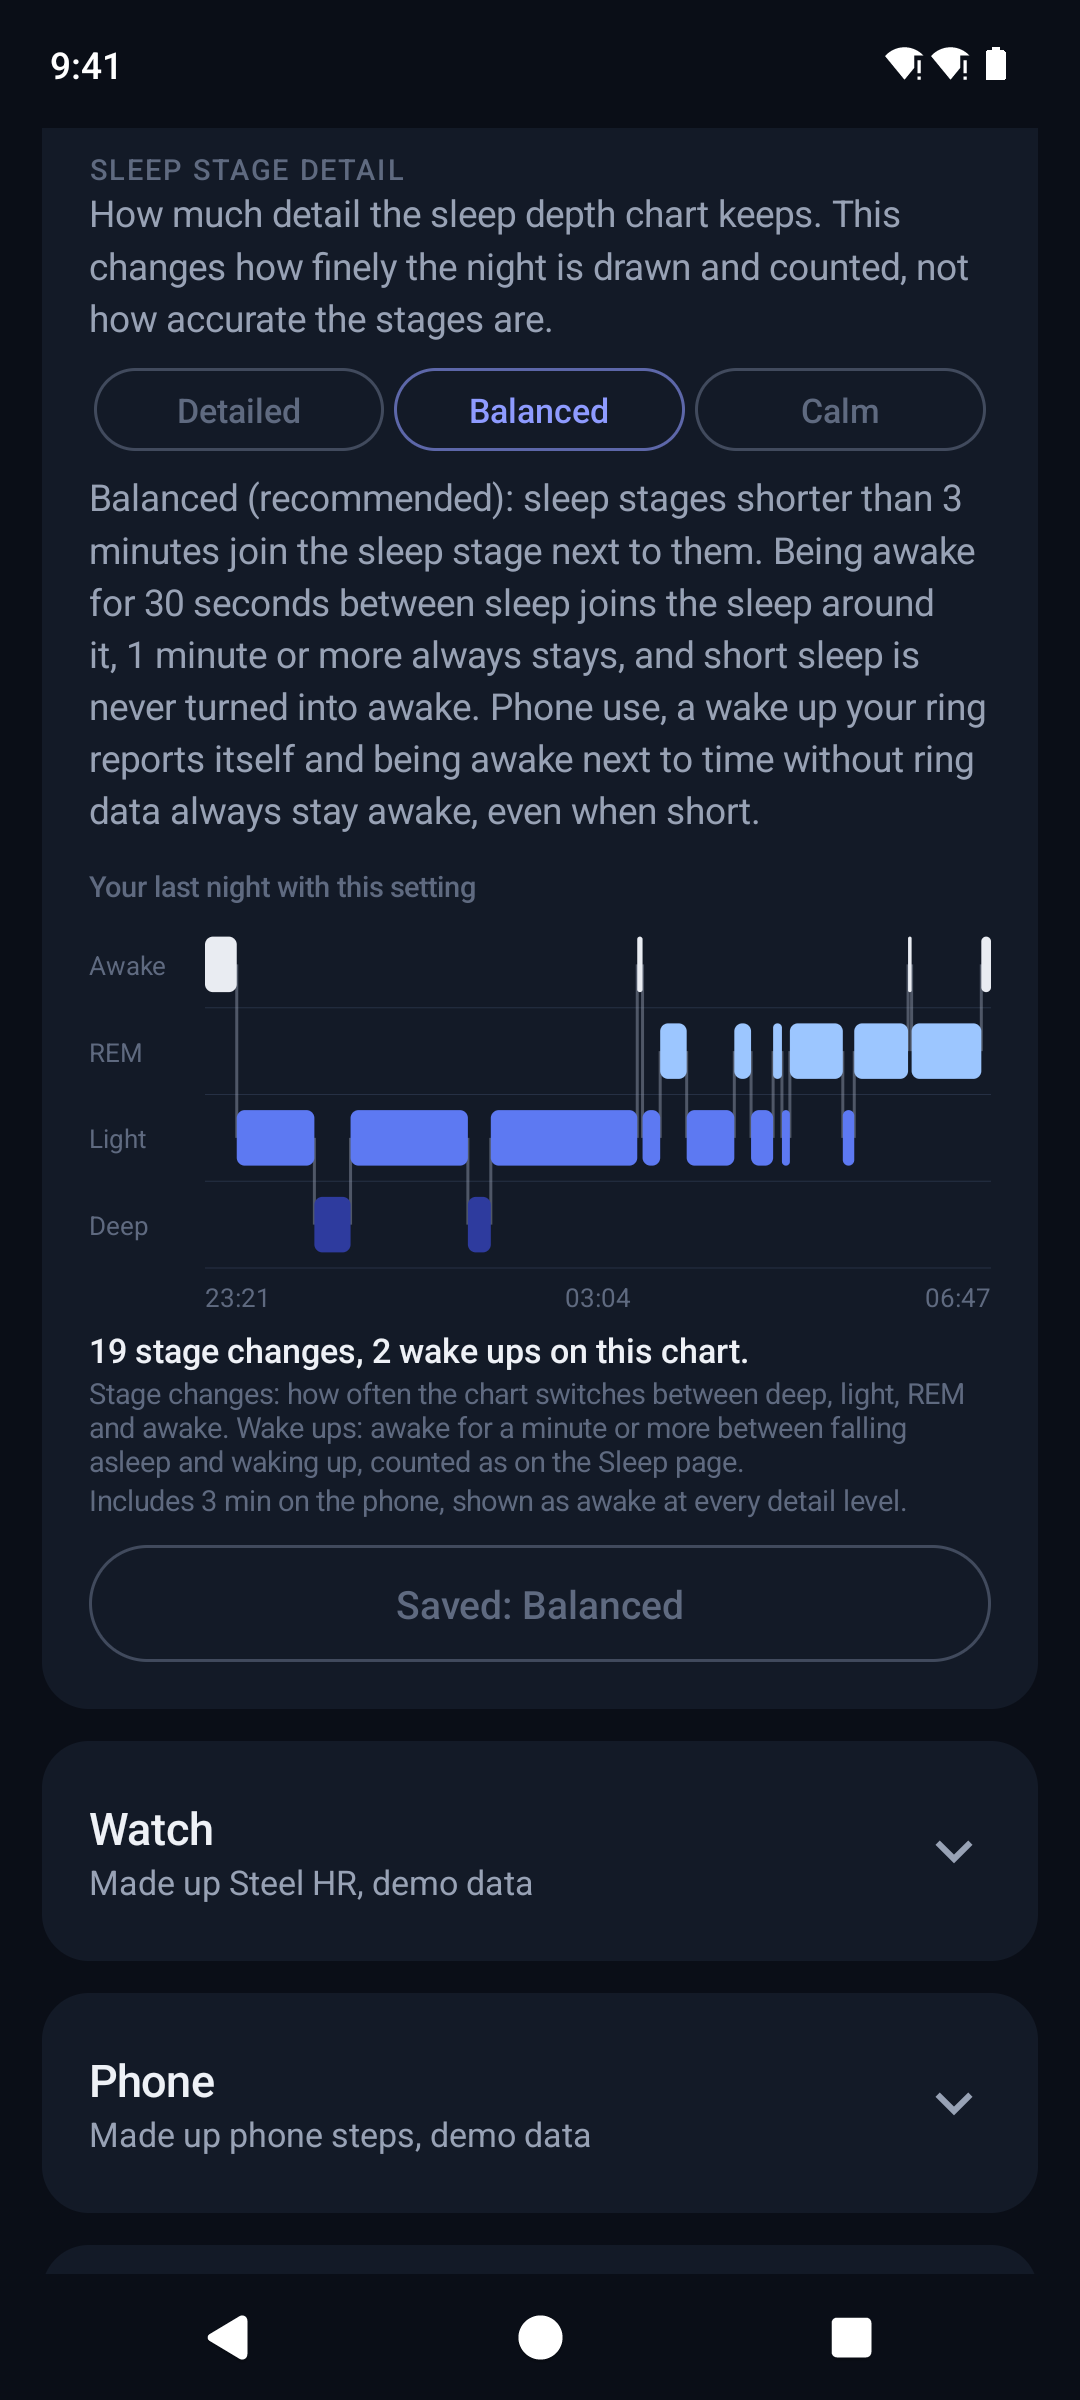 9:41
SLEEP STAGE DETAIL
How much detail the sleep depth chart keeps. This
changes how finely the night is drawn and counted, not
how accurate the stages are.
Detailed
Balanced
Calm
Balanced (recommended): sleep stages shorter than 3
minutes join the sleep stage next to them. Being awake
for 30 seconds between sleep joins the sleep around
it, 1 minute or more always stays, and short sleep is
never turned into awake. Phone use, a wake up your ring
reports itself and being awake next to time without ring
data always stay awake, even when short.
Your last night with this setting
Awake
REM
Light
Deep
23:21
03:04
06:47
19 stage changes, 2 wake ups on this chart.
Stage changes: how often the chart switches between deep, light, REM
and awake. Wake ups: awake for a minute or more between falling
asleep and waking up, counted as on the Sleep page.
Includes 3 min on the phone, shown as awake at every detail level.
Saved: Balanced
Watch
Made up Steel HR, demo data
Phone
Made up phone steps, demo data